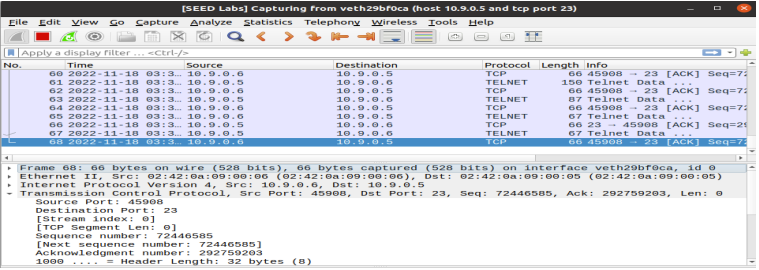 [SEED Labs] Capturing from veth29bf0ca (host 10.9.0.5 and tcp port 23)
File Edit View Go Capture Analyze Statistics Telephony Wireless Tools Help
Apply a display filter ... <Ctrl-/>
No. Time Source Destination Protocol Length Info
60 2022-11-18 03:3… 10.9.0.6 10.9.0.5 TCP 66 45908 → 23 [ACK] Seq=72
61 2022-11-18 03:3… 10.9.0.5 10.9.0.6 TELNET 150 Telnet Data ...
62 2022-11-18 03:3… 10.9.0.6 10.9.0.5 TCP 66 45908 → 23 [ACK] Seq=72
63 2022-11-18 03:3… 10.9.0.5 10.9.0.6 TELNET 87 Telnet Data ...
64 2022-11-18 03:3… 10.9.0.6 10.9.0.5 TCP 66 45908 → 23 [ACK] Seq=72
65 2022-11-18 03:3… 10.9.0.6 10.9.0.5 TELNET 67 Telnet Data ...
66 2022-11-18 03:3… 10.9.0.5 10.9.0.6 TCP 66 23 → 45908 [ACK] Seq=29
67 2022-11-18 03:3… 10.9.0.5 10.9.0.6 TELNET 67 Telnet Data ...
68 2022-11-18 03:3… 10.9.0.6 10.9.0.5 TCP 66 45908 → 23 [ACK] Seq=72
Frame 68: 66 bytes on wire (528 bits), 66 bytes captured (528 bits) on interface veth29bf0ca, id 0
Ethernet II, Src: 02:42:0a:09:00:06 (02:42:0a:09:00:06), Dst: 02:42:0a:09:00:05 (02:42:0a:09:00:05)
Internet Protocol Version 4, Src: 10.9.0.6, Dst: 10.9.0.5
Transmission Control Protocol, Src Port: 45908, Dst Port: 23, Seq: 72446585, Ack: 292759203, Len: 0
Source Port: 45908
Destination Port: 23
[Stream index: 0]
[TCP Segment Len: 0]
Sequence number: 72446585
[Next sequence number: 72446585]
Acknowledgment number: 292759203
1000 .... = Header Length: 32 bytes (8)